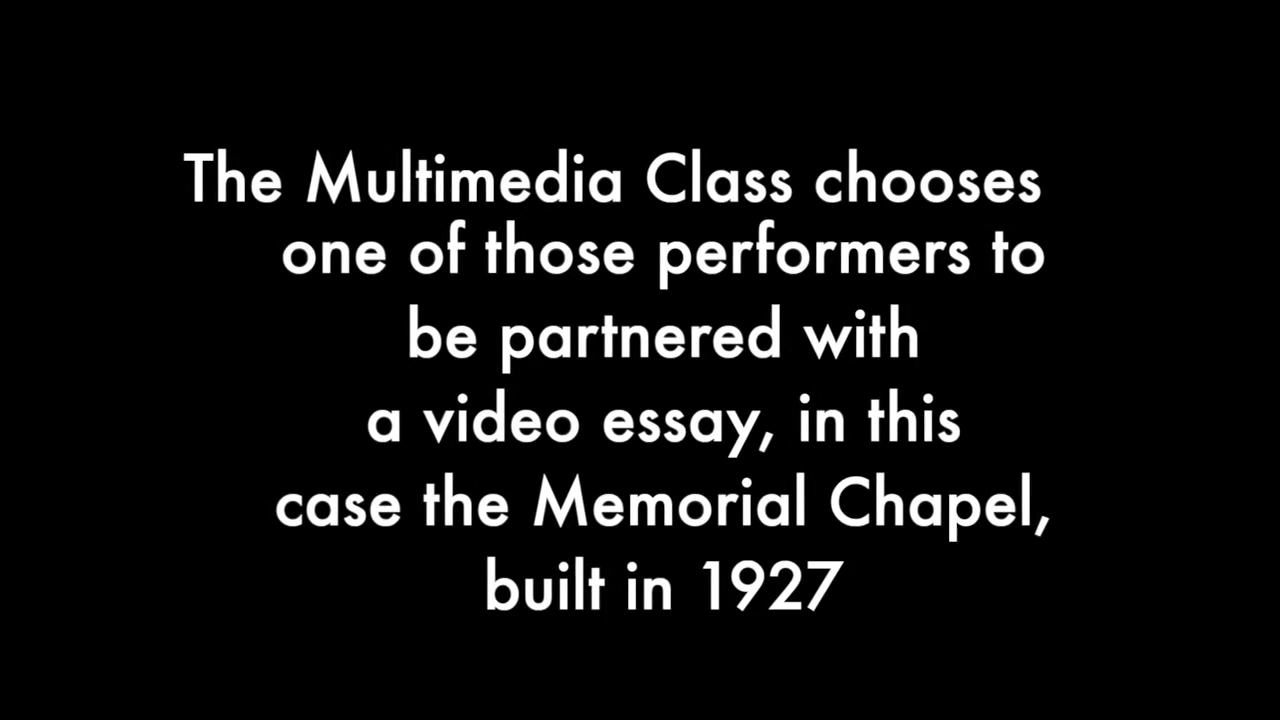 The Multimedia Class chooses
one of those performers to
be partnered with
a video essay, in this
case the Memorial Chapel,
built in 1927